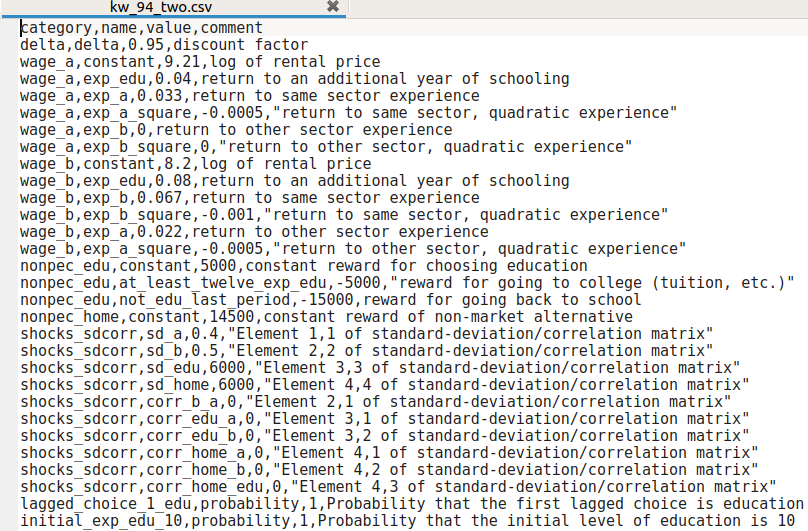 kw_94_two.csv
category,name,value,comment
delta,delta,0.95,discount factor
wage_a,constant,9.21,log of rental price
wage_a,exp_edu,0.04,return to an additional year of schooling
wage_a,exp_a,0.033,return to same sector experience
wage_a,exp_a_square,-0.0005,"return to same sector, quadratic experience"
wage_a,exp_b,0,return to other sector experience
wage_a,exp_b_square,0,"return to other sector, quadratic experience"
wage_b,constant,8.2,log of rental price
wage_b,exp_edu,0.08,return to an additional year of schooling
wage_b,exp_b,0.067,return to same sector experience
wage_b,exp_b_square,-0.001,"return to same sector, quadratic experience"
wage_b,exp_a,0.022,return to other sector experience
wage_b,exp_a_square,-0.0005,"return to other sector, quadratic experience"
nonpec_edu,constant,5000,constant reward for choosing education
nonpec_edu,at_least_twelve_exp_edu,-5000,"reward for going to college (tuition, etc.)"
nonpec_edu,not_edu_last_period,-15000,reward for going back to school
nonpec_home,constant,14500,constant reward of non-market alternative
shocks_sdcorr,sd_a,0.4,"Element 1,1 of standard-deviation/correlation matrix"
shocks_sdcorr,sd_b,0.5,"Element 2,2 of standard-deviation/correlation matrix"
shocks_sdcorr,sd_edu,6000,"Element 3,3 of standard-deviation/correlation matrix"
shocks_sdcorr,sd_home,6000,"Element 4,4 of standard-deviation/correlation matrix"
shocks_sdcorr,corr_b_a,0,"Element 2,1 of standard-deviation/correlation matrix"
shocks_sdcorr,corr_edu_a,0,"Element 3,1 of standard-deviation/correlation matrix"
shocks_sdcorr,corr_edu_b,0,"Element 3,2 of standard-deviation/correlation matrix"
shocks_sdcorr,corr_home_a,0,"Element 4,1 of standard-deviation/correlation matrix"
shocks_sdcorr,corr_home_b,0,"Element 4,2 of standard-deviation/correlation matrix"
shocks_sdcorr,corr_home_edu,0,"Element 4,3 of standard-deviation/correlation matrix"
lagged_choice_1_edu,probability,1,Probability that the first lagged choice is education
initial_exp_edu_10,probability,1,Probability that the initial level of education is 10